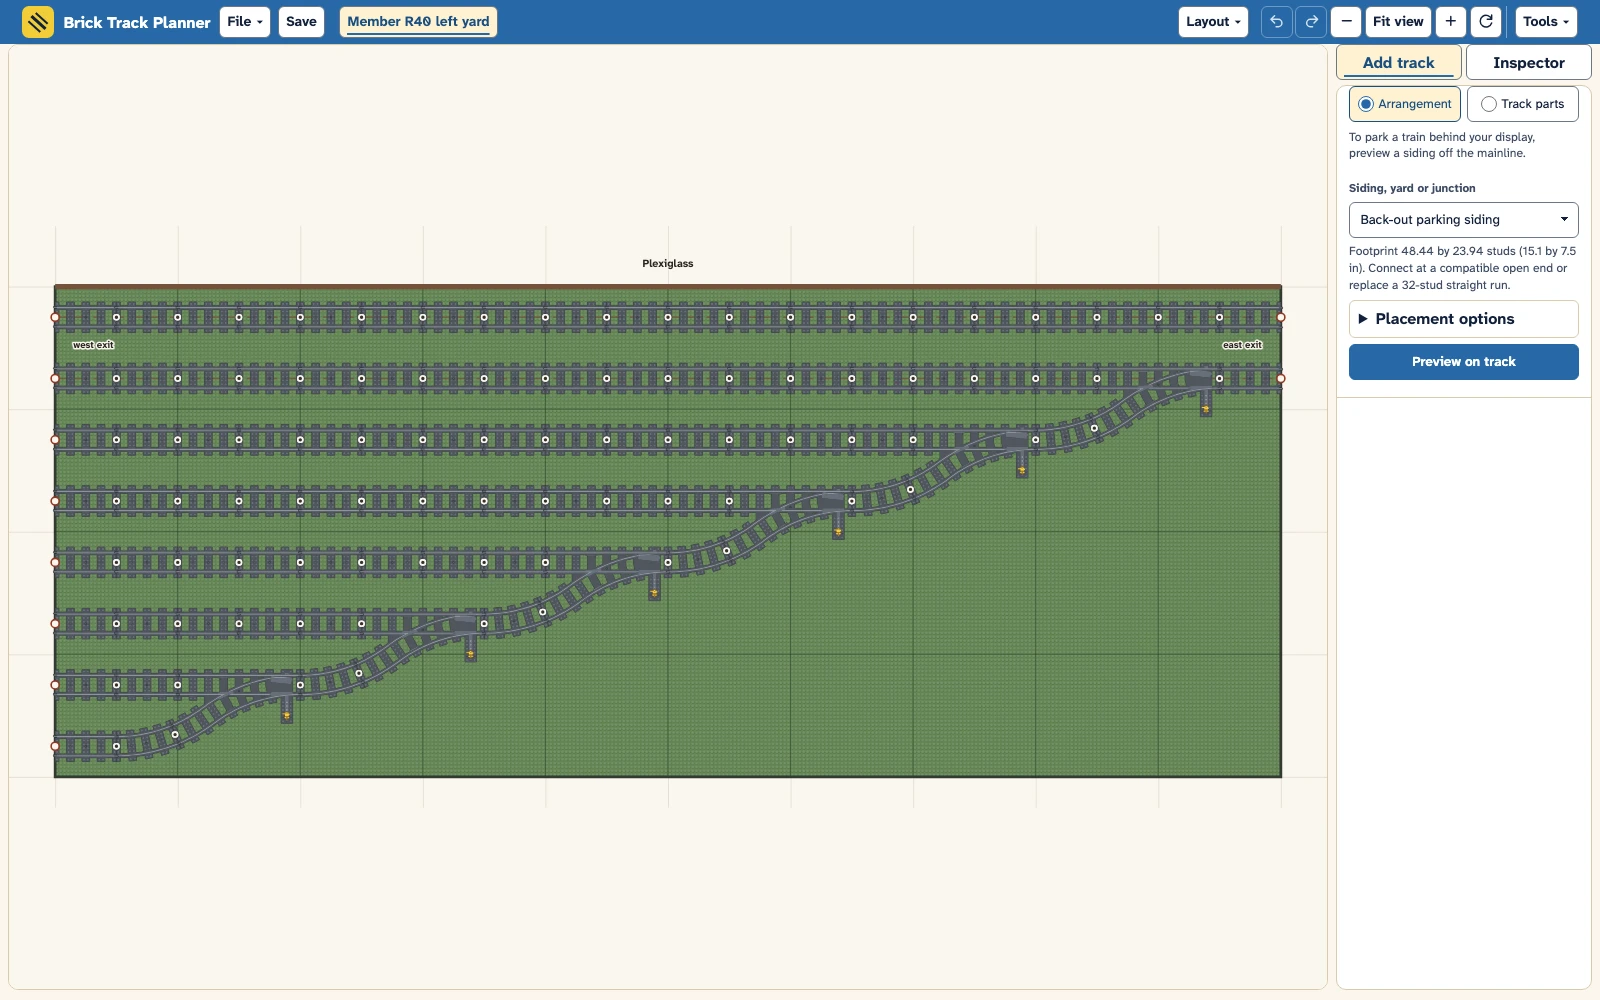 Brick Track Planner
File
Save
Member R40 left yard
Layout
Fit view
Tools
Add track
Inspector
Arrangement
Track parts
To park a train behind your display,
preview a siding off the mainline.
Siding, yard or junction
Back-out parking siding
Footprint 48.44 by 23.94 studs (15.1 by 7.5
in). Connect at a compatible open end or
replace a 32-stud straight run.
Placement options
Preview on track
Plexiglass
west exit
east exit